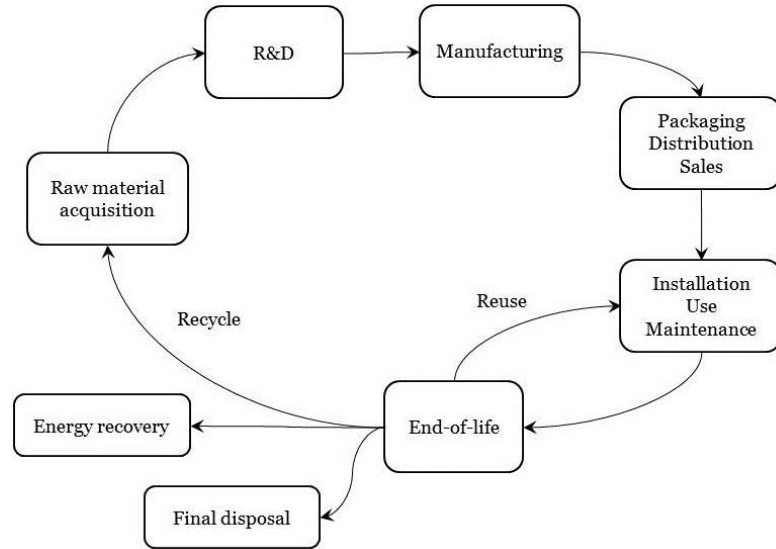 R&D
Manufacturing
Packaging
Distribution
Sales
Raw material
acquisition
Installation
Use
Maintenance
Reuse
Recycle
End-of-life
Energy recovery
Final disposal